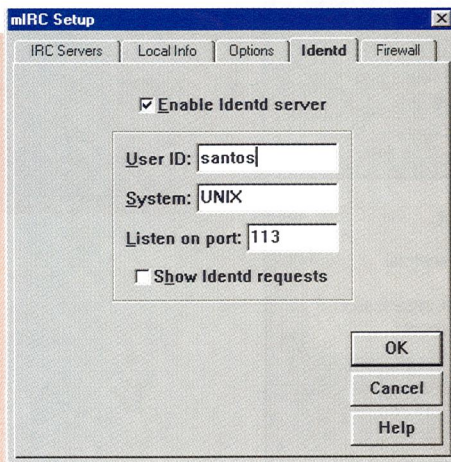 mIRC Setup
IRC Servers
Local Info
Options
Identd
Firewall
Enable Identd server
User ID: santos
System: UNIX
Listen on port: 113
Show Identd requests
OK
Cancel
Help